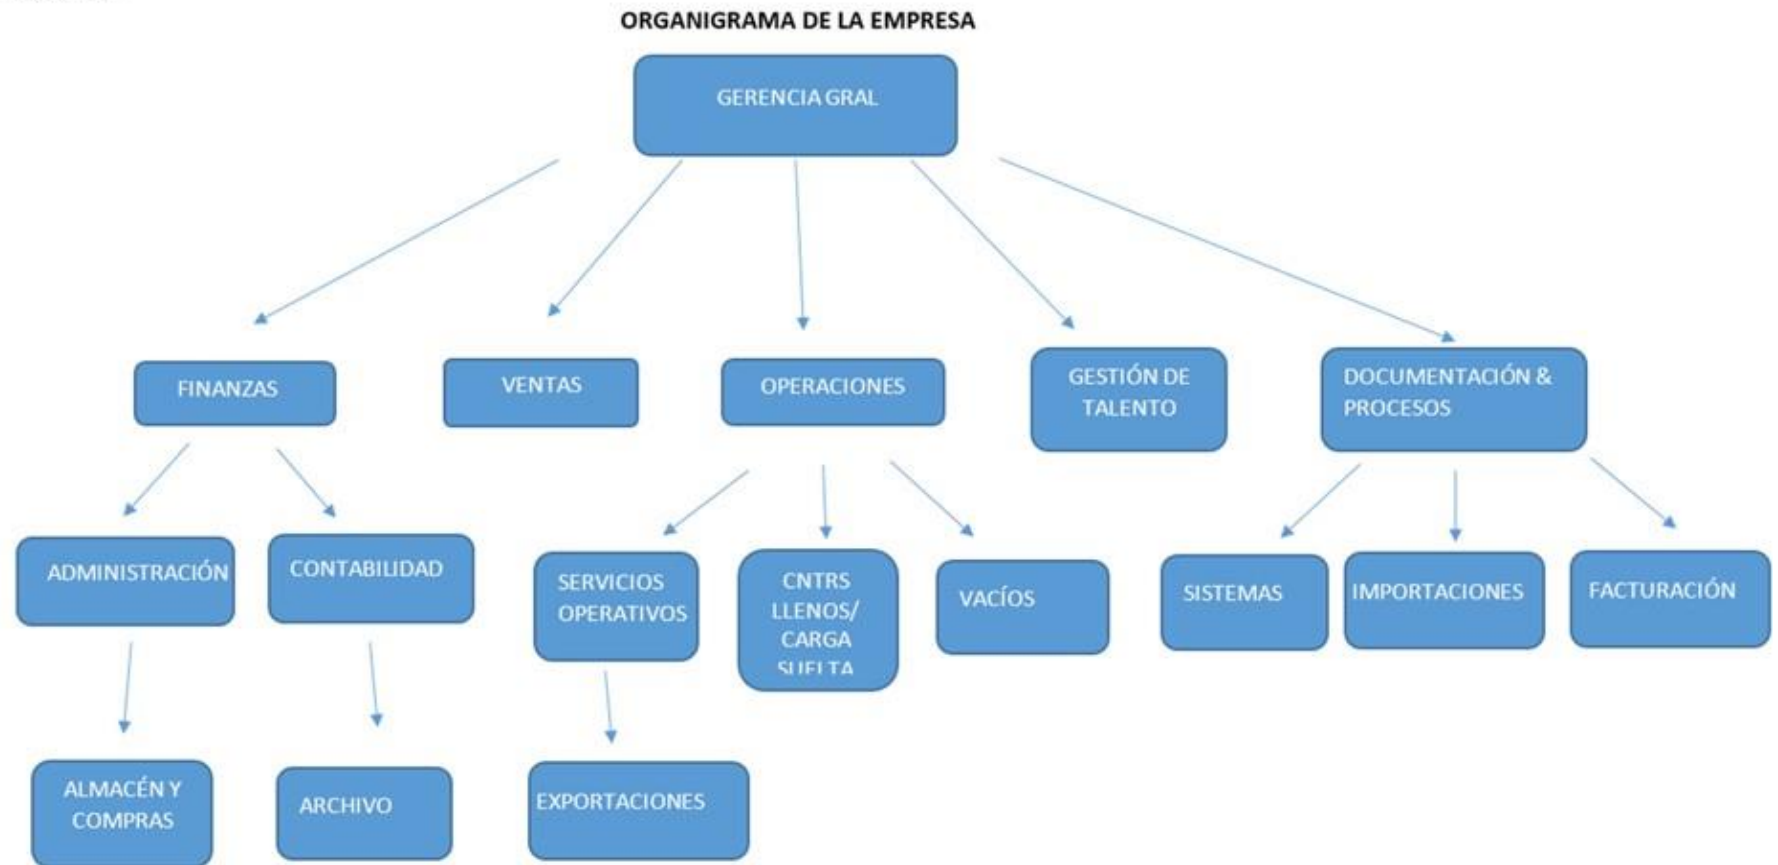 ORGANIGRAMA DE LA EMPRESA
GERENCIA GRAL
FINANZAS
VENTAS
OPERACIONES
GESTIÓN DE
TALENTO
DOCUMENTACIÓN &
PROCESOS
ADMINISTRACIÓN
CONTABILIDAD
SERVICIOS
OPERATIVOS
CNTRS
LLENOS/
CARGA
SUELTA
VACÍOS
SISTEMAS
IMPORTACIONES
FACTURACIÓN
ALMACÉN Y
COMPRAS
ARCHIVO
EXPORTACIONES